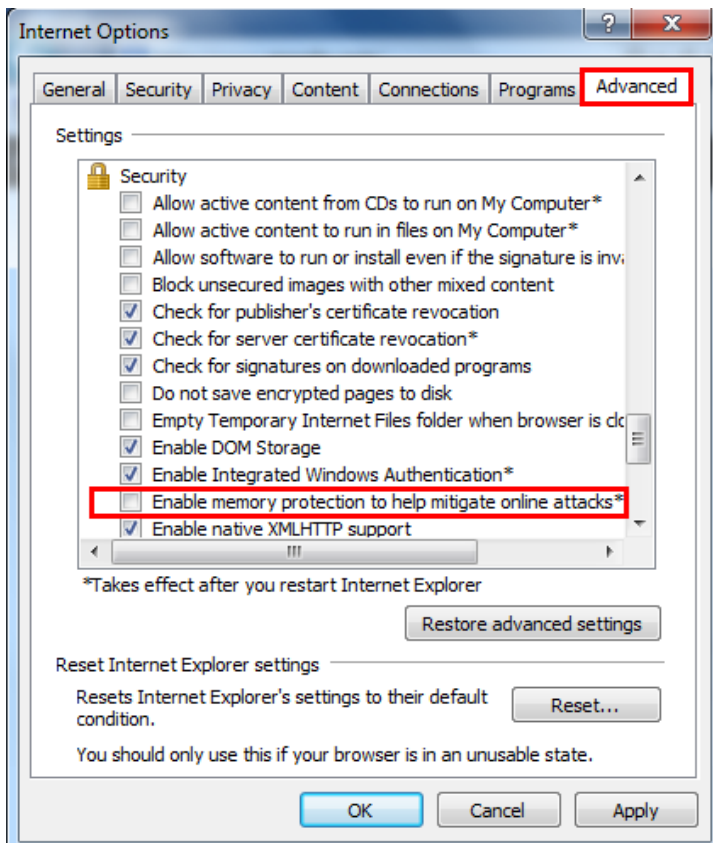 Internet Options
General Security Privacy Content Connections Programs Advanced
Settings
Security
Allow active content from CDs to run on My Computer*
Allow active content to run in files on My Computer*
Allow software to run or install even if the signature is inva
Block unsecured images with other mixed content
Check for publisher's certificate revocation
Check for server certificate revocation*
Check for signatures on downloaded programs
Do not save encrypted pages to disk
Empty Temporary Internet Files folder when browser is clo
Enable DOM Storage
Enable Integrated Windows Authentication*
Enable memory protection to help mitigate online attacks*
Enable native XMLHTTP support
*Takes effect after you restart Internet Explorer
Restore advanced settings
Reset Internet Explorer settings
Resets Internet Explorer's settings to their default
condition.
Reset...
You should only use this if your browser is in an unusable state.
OK Cancel Apply